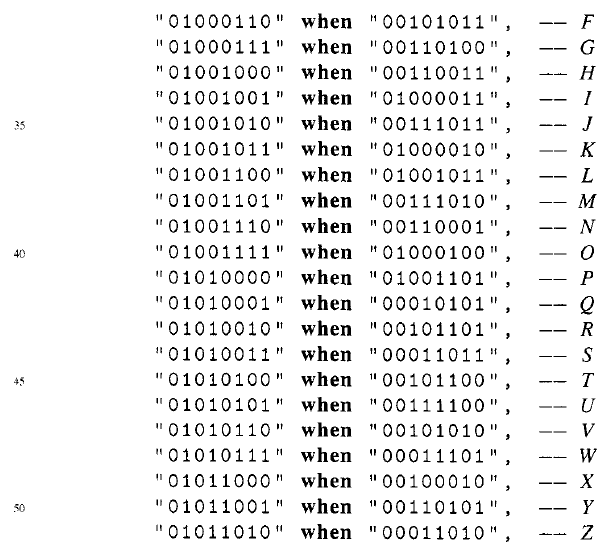 "01000110" when "00101011", -- F
"01000111" when "00110100", -- G
"01001000" when "00110011", -- H
"01001001" when "01000011", -- I
35 "01001010" when "00111011", -- J
"01001011" when "01000010", -- K
"01001100" when "01001011", -- L
"01001101" when "00111010", -- M
"01001110" when "00110001", -- N
40 "01001111" when "01000100", -- O
"01010000" when "01001101", -- P
"01010001" when "00010101", -- Q
"01010010" when "00101101", -- R
"01010011" when "00011011", -- S
45 "01010100" when "00101100", -- T
"01010101" when "00111100", -- U
"01010110" when "00101010", -- V
"01010111" when "00011101", -- W
"01011000" when "00100010", -- X
50 "01011001" when "00110101", -- Y
"01011010" when "00011010", -- Z